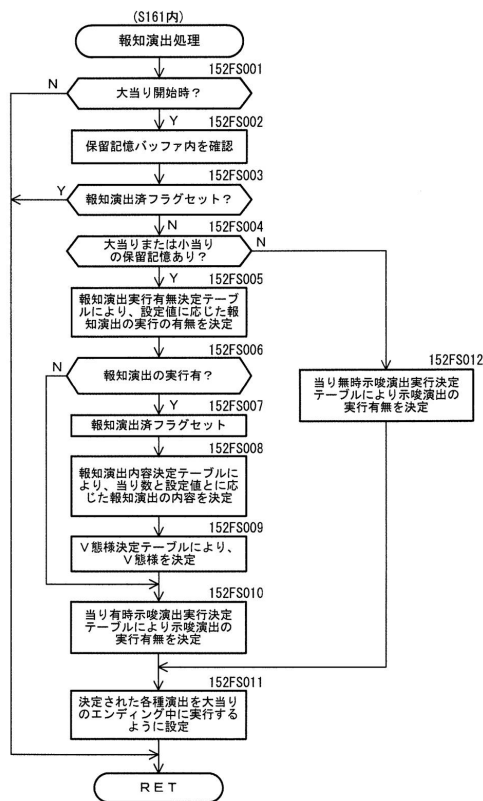 (S161内)
報知演出処理
152FS001
N
大当り開始時？
Y
152FS002
保留記憶バッファ内を確認
152FS003
Y
報知演出済フラグセット？
N
152FS004
大当りまたは小当り
の保留記憶あり？
N
Y
152FS005
報知演出実行有無決定テーブ
ルにより、設定値に応じた報
知演出の実行の有無を決定
152FS006
N
報知演出の実行有？
152FS012
当り無時示唆演出実行決定
テーブルにより示唆演出の
実行有無を決定
Y
152FS007
報知演出済フラグセット
152FS008
報知演出内容決定テーブルに
より、当り数と設定値とに応
じた報知演出の内容を決定
152FS009
Ｖ態様決定テーブルにより、
Ｖ態様を決定
152FS010
当り有時示唆演出実行決定
テーブルにより示唆演出の
実行有無を決定
152FS011
決定された各種演出を大当り
のエンディング中に実行する
ように設定
ＲＥＴ